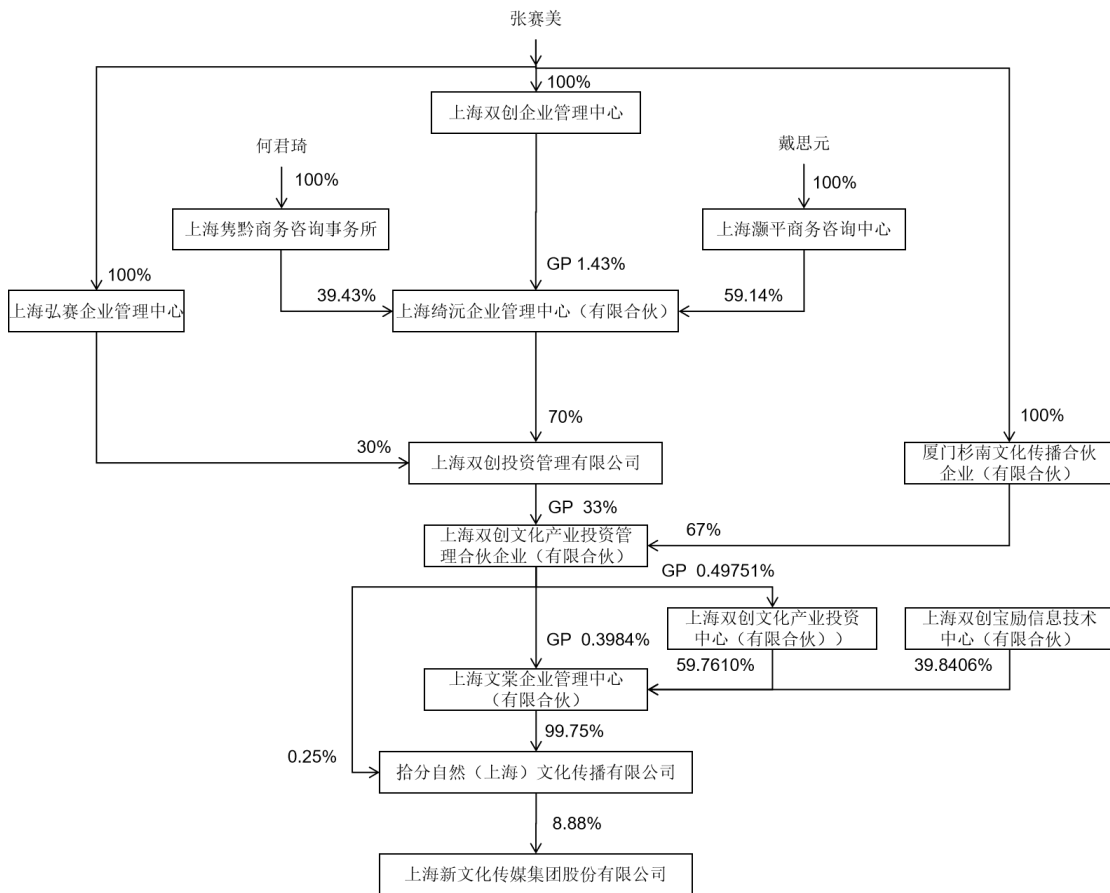 张赛美
100%
上海双创企业管理中心
何君琦
戴思元
100%
100%
上海隽黔商务咨询事务所
上海灏平商务咨询中心
GP 1.43%
100%
39.43%
59.14%
上海弘赛企业管理中心
上海绮沅企业管理中心（有限合伙）
70%
100%
30%
上海双创投资管理有限公司
厦门杉南文化传播合伙
企业（有限合伙）
GP 33%
67%
上海双创文化产业投资管
理合伙企业（有限合伙）
GP 0.49751%
上海双创文化产业投资
中心（有限合伙））
上海双创宝励信息技术
中心（有限合伙）
GP 0.3984%
59.7610%
39.8406%
上海文棠企业管理中心
（有限合伙）
99.75%
0.25%
拾分自然（上海）文化传播有限公司
8.88%
上海新文化传媒集团股份有限公司